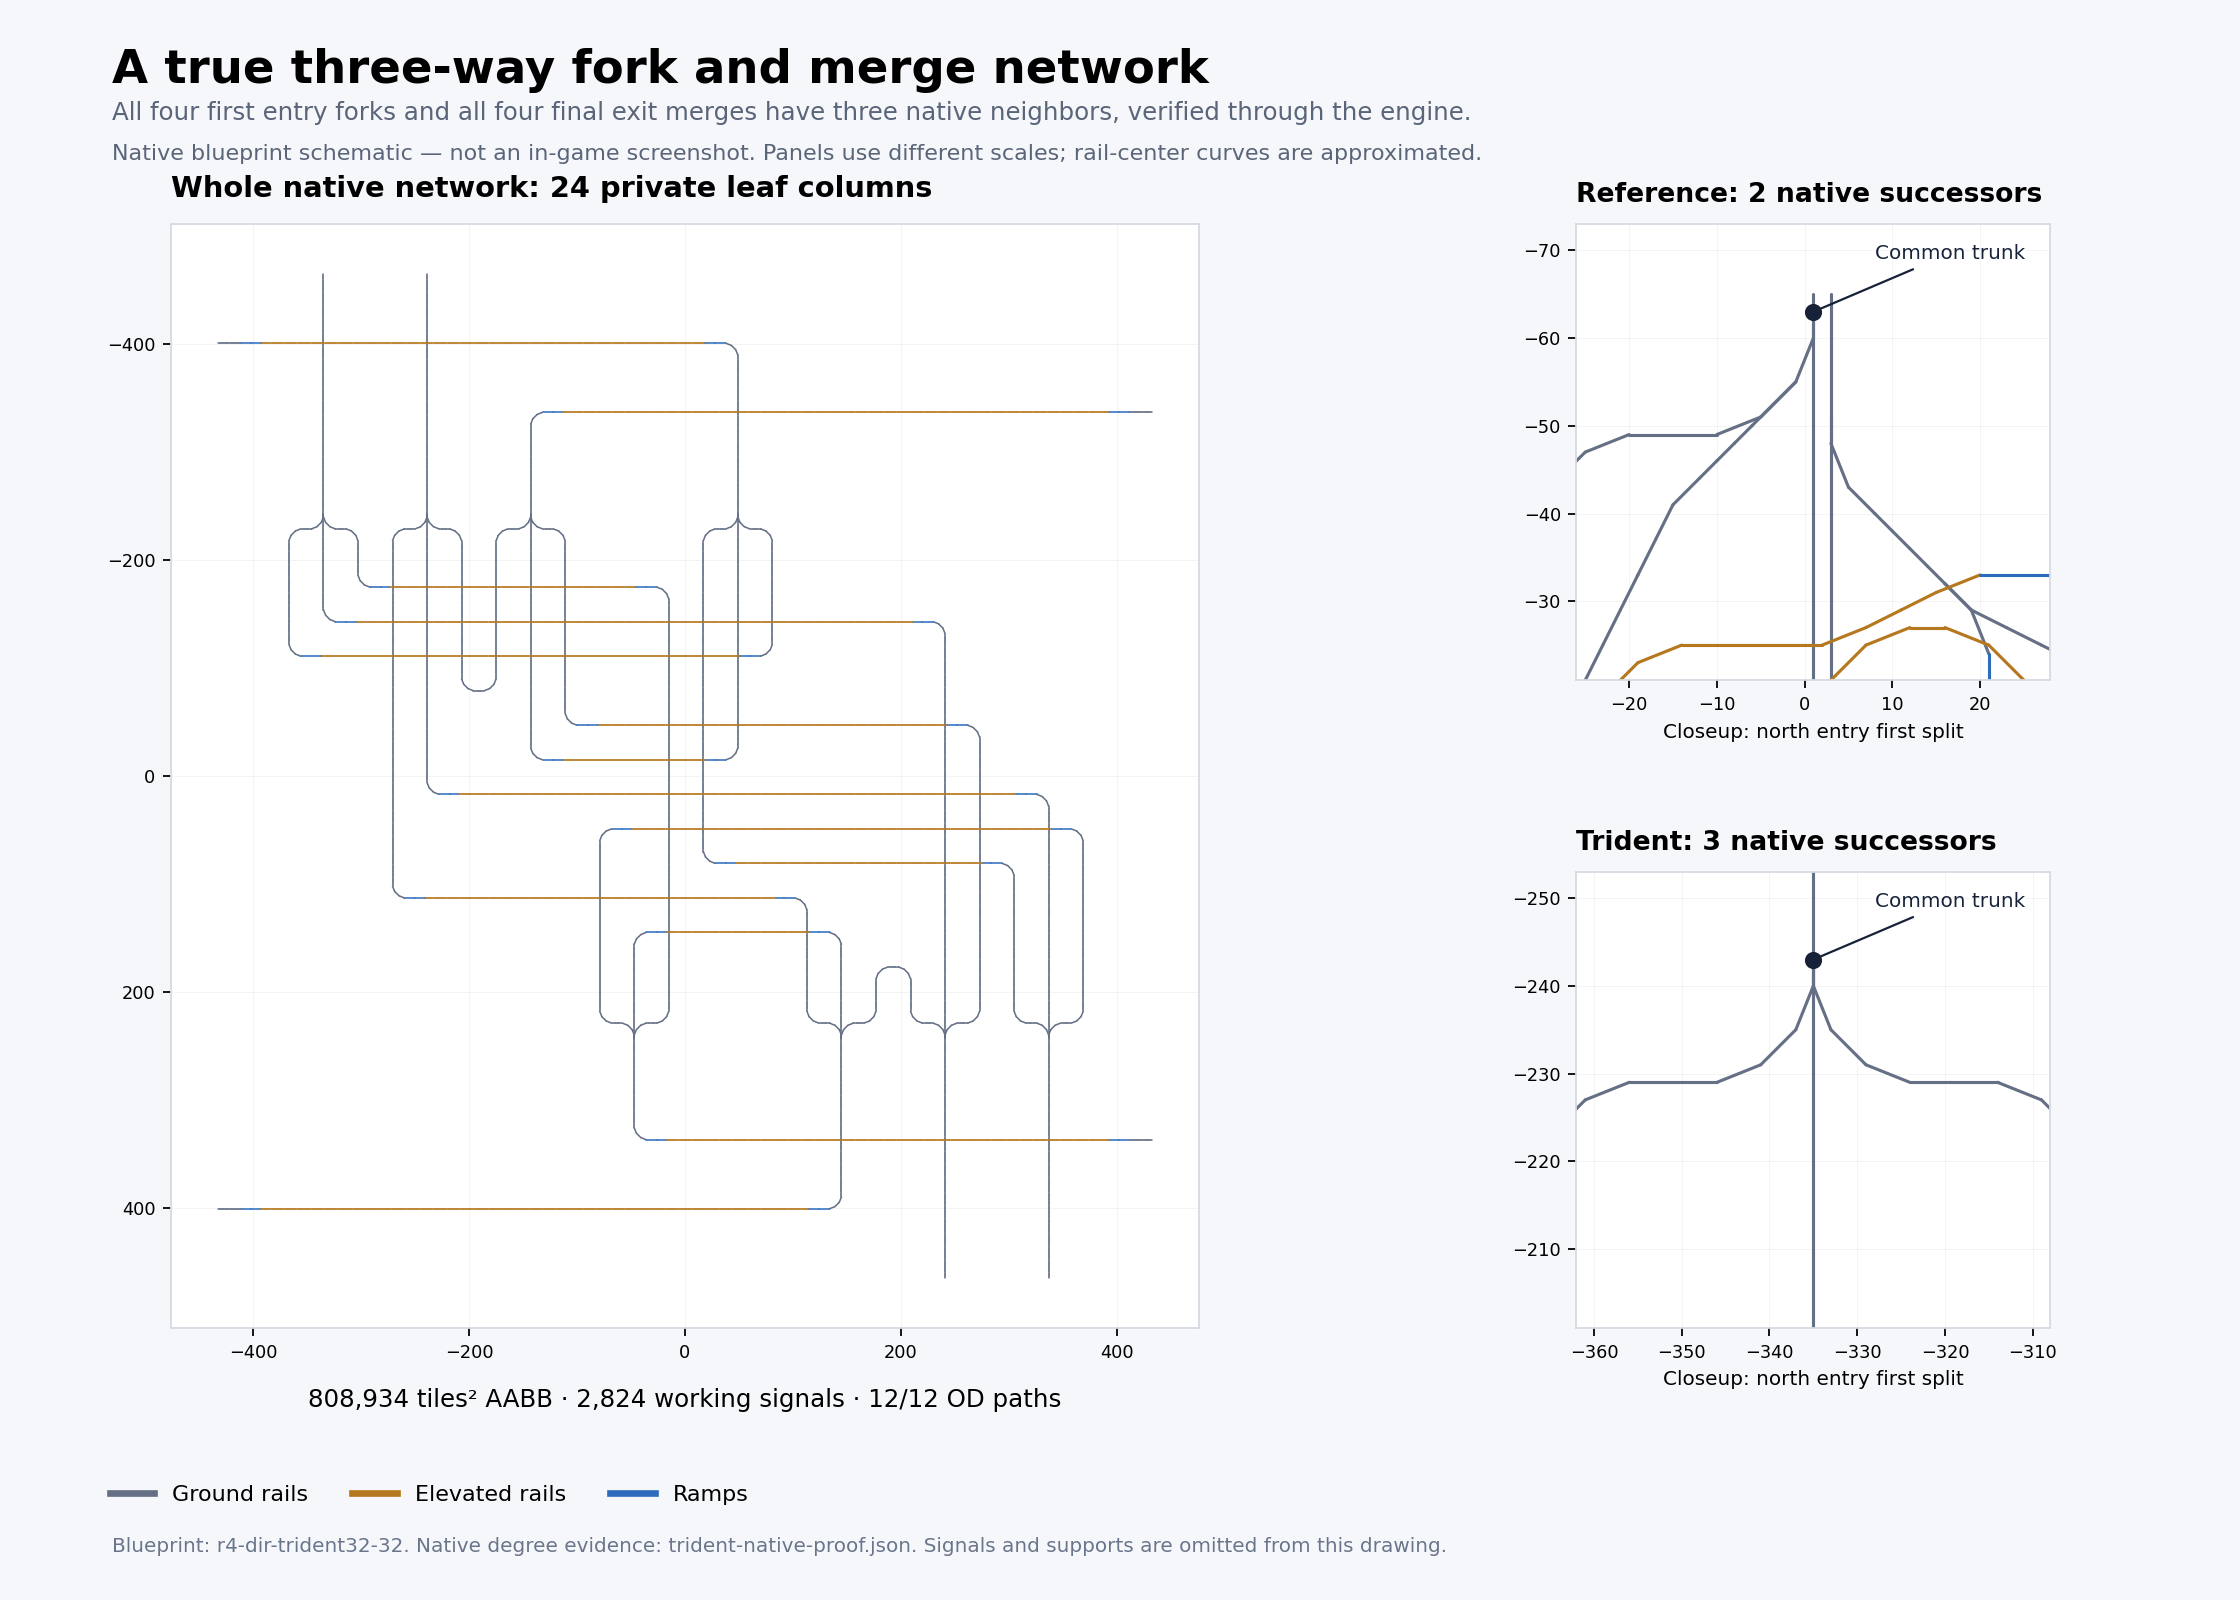 A true three-way fork and merge network
All four first entry forks and all four final exit merges have three native neighbors, verified through the engine.
Native blueprint schematic — not an in-game screenshot. Panels use different scales; rail-center curves are approximated.
Whole native network: 24 private leaf columns
−400
−200
0
200
400
−400 −200 0 200 400
808,934 tiles² AABB · 2,824 working signals · 12/12 OD paths
Reference: 2 native successors
Common trunk
−70
−60
−50
−40
−30
−20 −10 0 10 20
Closeup: north entry first split
Trident: 3 native successors
Common trunk
−250
−240
−230
−220
−210
−360 −350 −340 −330 −320 −310
Closeup: north entry first split
Ground rails Elevated rails Ramps
Blueprint: r4-dir-trident32-32. Native degree evidence: trident-native-proof.json. Signals and supports are omitted from this drawing.